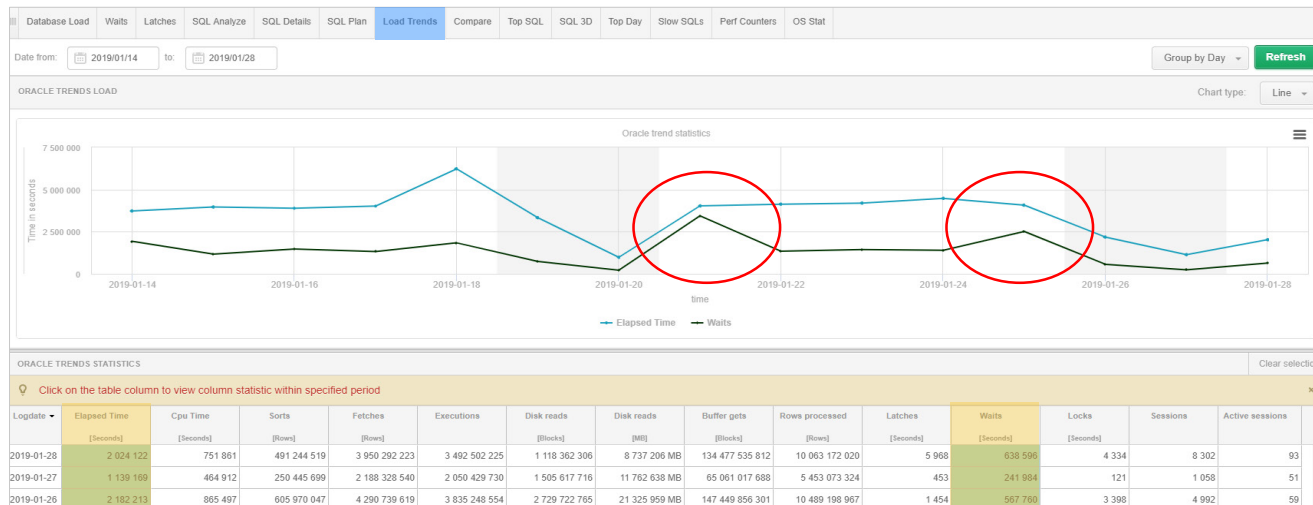 Database Load Waits Latches SQL Analyze SQL Details SQL Plan Load Trends Compare Top SQL SQL 3D Top Day Slow SQLs Perf Counters OS Stat
Date from: 2019/01/14 to: 2019/01/28 Group by Day Refresh
ORACLE TRENDS LOAD Chart type: Line
Oracle trend statistics
7 500 000
5 000 000
2 500 000
0
Time in seconds
2019-01-14 2019-01-16 2019-01-18 2019-01-20 2019-01-22 2019-01-24 2019-01-26 2019-01-28
time
Elapsed Time Waits
ORACLE TRENDS STATISTICS Clear selectio
Click on the table column to view column statistic within specified period
Logdate Elapsed Time Cpu Time Sorts Fetches Executions Disk reads Disk reads Buffer gets Rows processed Latches Waits Locks Sessions Active sessions
[Seconds] [Seconds] [Rows] [Rows] [Blocks] [MB] [Blocks] [Rows] [Seconds] [Seconds] [Seconds]
2019-01-28 2 024 122 751 861 491 244 519 3 950 292 223 3 492 502 225 1 118 362 306 8 737 206 MB 134 477 535 812 10 063 172 020 5 968 638 596 4 334 8 302 93
2019-01-27 1 139 169 464 912 250 445 699 2 188 328 540 2 050 429 730 1 505 617 716 11 762 638 MB 65 061 017 688 5 453 073 324 453 241 984 121 1 058 51
2019-01-26 2 182 213 865 497 605 970 047 4 290 739 619 3 835 248 554 2 729 722 765 21 325 959 MB 147 449 856 301 10 489 198 967 1 454 567 760 3 398 4 992 59